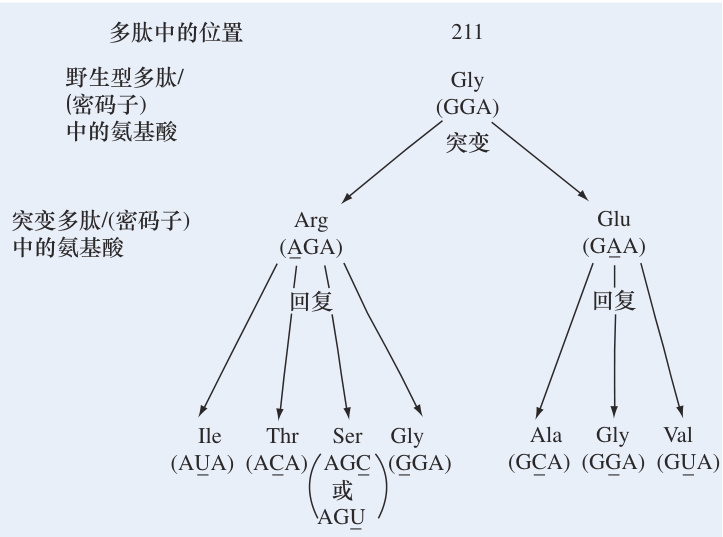 多肽中的位置 211
野生型多肽/
(密码子)
中的氨基酸
Gly
(GGA)
突变
突变多肽/(密码子)
中的氨基酸
Arg
(AGA)
Glu
(GAA)
回复
回复
Ile Thr Ser Gly Ala Gly Val
(AUA) (ACA) (AGC (GGA) (GCA) (GGA) (GUA)
或
AGU)